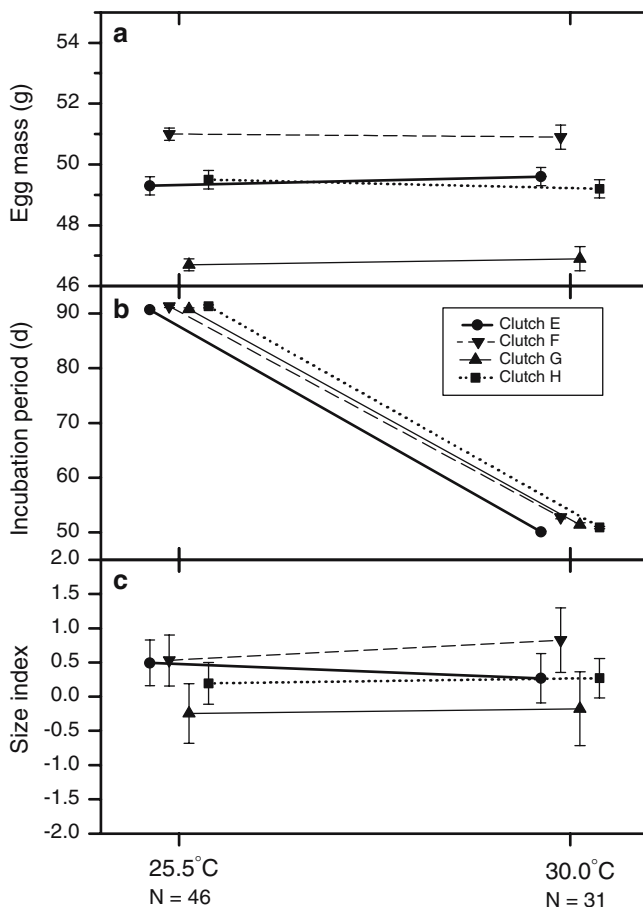 a
Egg mass (g)
54
52
50
48
46
b
Incubation period (d)
90
80
70
60
50
Clutch E
Clutch F
Clutch G
Clutch H
c
Size index
2.0
1.5
1.0
0.5
0.0
-0.5
-1.0
-1.5
-2.0
25.5°C
N = 46
30.0°C
N = 31